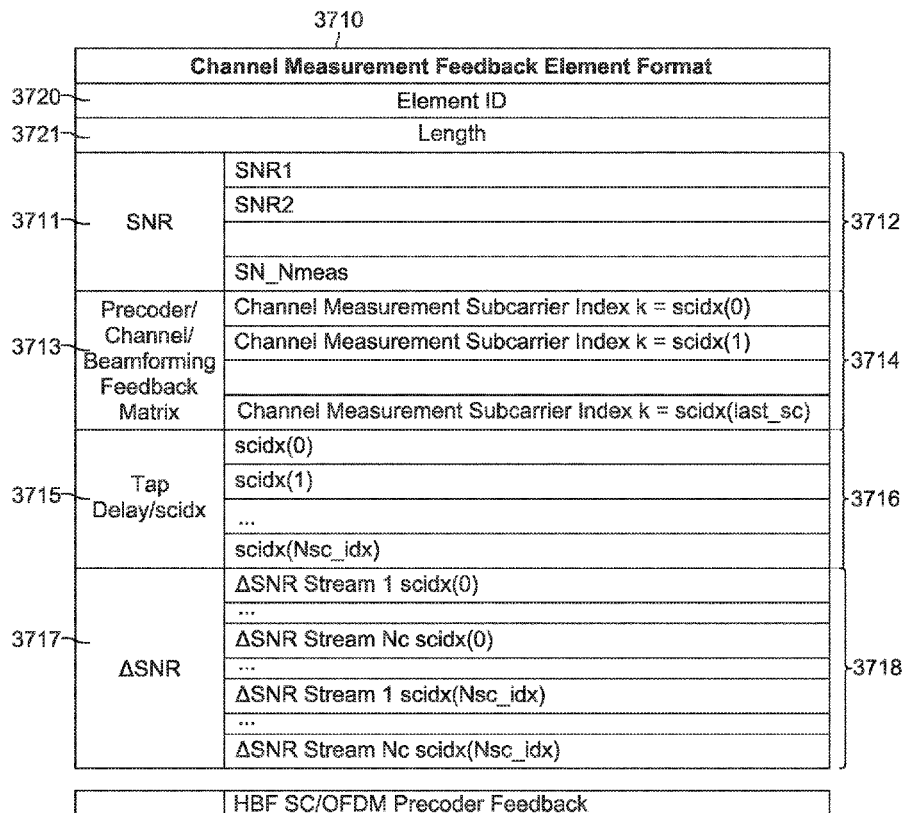 3710
Channel Measurement Feedback Element Format
3720
Element ID
3721
Length
3711
SNR
SNR1
SNR2
SN_Nmeas
3712
3713
Precoder/
Channel/
Beamforming
Feedback
Matrix
Channel Measurement Subcarrier Index k = scidx(0)
Channel Measurement Subcarrier Index k = scidx(1)
Channel Measurement Subcarrier Index k = scidx(last_sc)
3714
3715
Tap
Delay/scidx
scidx(0)
scidx(1)
...
scidx(Nsc_idx)
3716
3717
ΔSNR
ΔSNR Stream 1 scidx(0)
...
ΔSNR Stream Nc scidx(0)
...
ΔSNR Stream 1 scidx(Nsc_idx)
...
ΔSNR Stream Nc scidx(Nsc_idx)
3718
HBF SC/OFDM Precoder Feedback